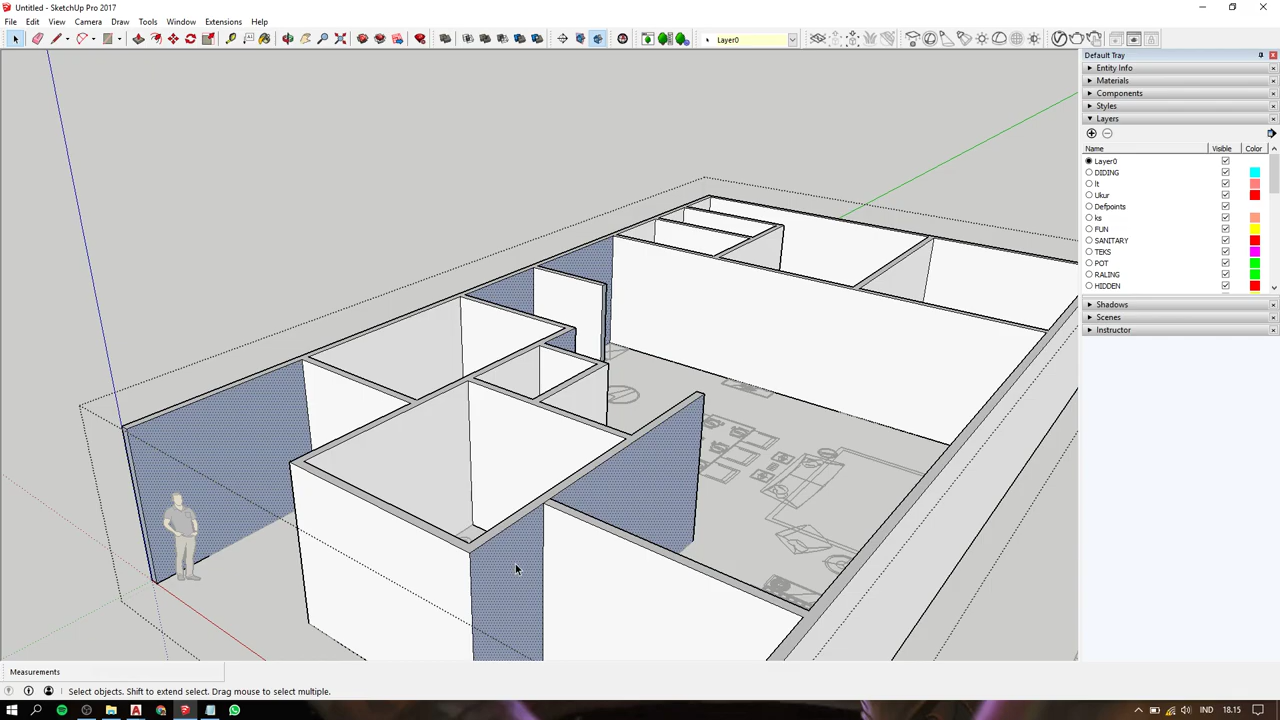 Untitled - SketchUp Pro 2017
File Edit View Camera Draw Tools Window Extensions Help
Layer0
Default Tray
Entity Info
Materials
Components
Styles
Layers
Name Visible Color
Layer0
DIDING
lt
Ukur
Defpoints
ks
FUN
SANITARY
TEKS
POT
RALING
HIDDEN
Shadows
Scenes
Instructor
Measurements
Select objects. Shift to extend select. Drag mouse to select multiple.
IND 18.15